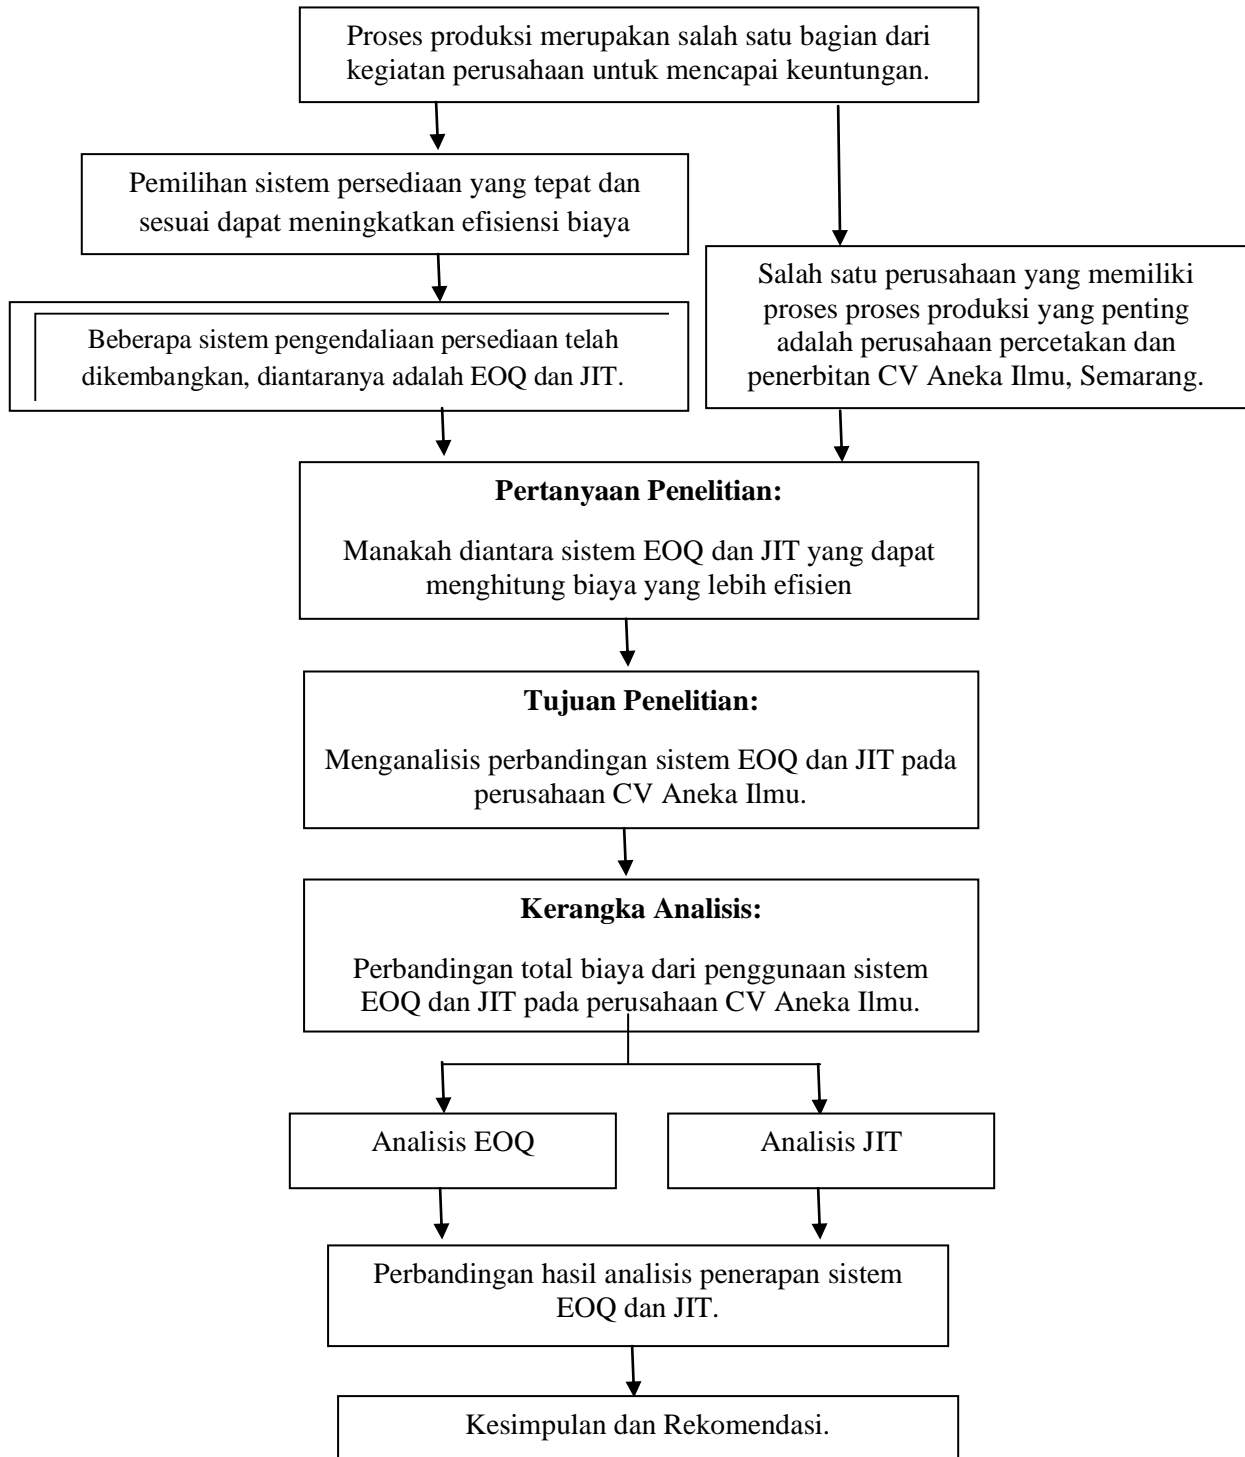 Proses produksi merupakan salah satu bagian dari
kegiatan perusahaan untuk mencapai keuntungan.
Pemilihan sistem persediaan yang tepat dan
sesuai dapat meningkatkan efisiensi biaya
Beberapa sistem pengendaliaan persediaan telah
dikembangkan, diantaranya adalah EOQ dan JIT.
Salah satu perusahaan yang memiliki
proses proses produksi yang penting
adalah perusahaan percetakan dan
penerbitan CV Aneka Ilmu, Semarang.
Pertanyaan Penelitian:
Manakah diantara sistem EOQ dan JIT yang dapat
menghitung biaya yang lebih efisien
Tujuan Penelitian:
Menganalisis perbandingan sistem EOQ dan JIT pada
perusahaan CV Aneka Ilmu.
Kerangka Analisis:
Perbandingan total biaya dari penggunaan sistem
EOQ dan JIT pada perusahaan CV Aneka Ilmu.
Analisis EOQ
Analisis JIT
Perbandingan hasil analisis penerapan sistem
EOQ dan JIT.
Kesimpulan dan Rekomendasi.